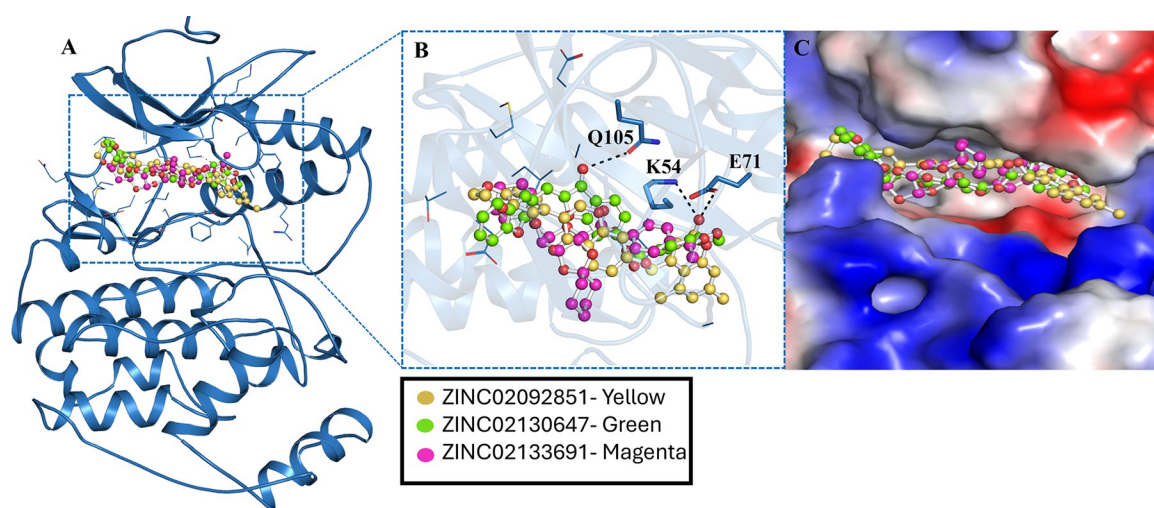 A
B
C
Q105
K54
E71
ZINC02092851- Yellow
ZINC02130647- Green
ZINC02133691- Magenta